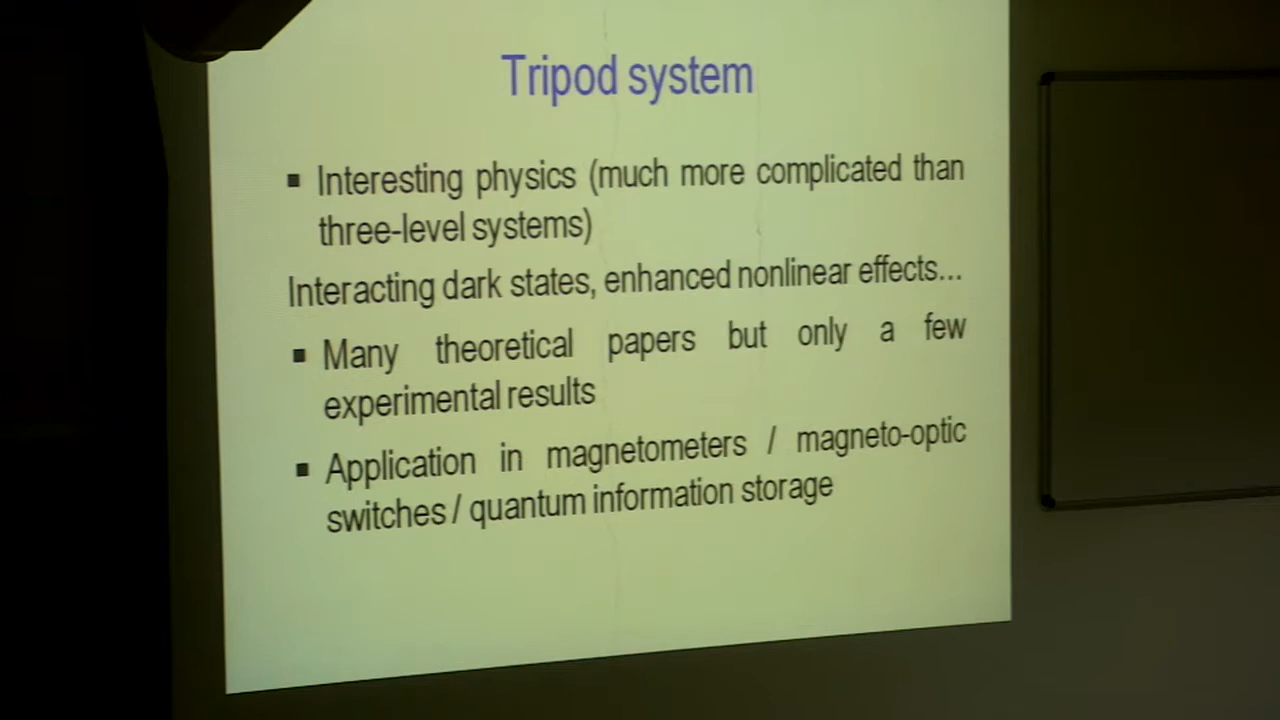 Tripod system
▪ Interesting physics (much more complicated than
three-level systems)
Interacting dark states, enhanced nonlinear effects...
▪ Many theoretical papers but only a few
experimental results
▪ Application in magnetometers / magneto-optic
switches / quantum information storage